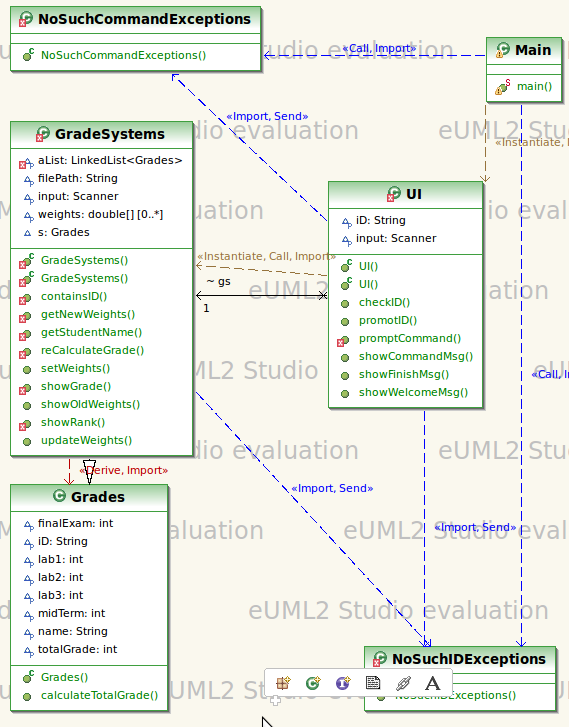 NoSuchCommandExceptions
NoSuchCommandExceptions()
«Call, Import»
Main
main()
«Import, Send»
«Instantiate,
GradeSystems
aList: LinkedList<Grades>
filePath: String
input: Scanner
weights: double[] [0..*]
s: Grades
GradeSystems()
GradeSystems()
containsID()
getNewWeights()
getStudentName()
reCalculateGrade()
setWeights()
showGrade()
showOldWeights()
showRank()
updateWeights()
UI
iD: String
input: Scanner
UI()
UI()
checkID()
promotID()
promptCommand()
showCommandMsg()
showFinishMsg()
showWelcomeMsg()
«Instantiate, Call, Import»
~ gs
1
«Call, I
«Derive, Import»
«Import, Send»
«Import, Send»
Grades
finalExam: int
iD: String
lab1: int
lab2: int
lab3: int
midTerm: int
name: String
totalGrade: int
Grades()
calculateTotalGrade()
NoSuchIDExceptions
IDExceptions()
A
eUML2 Studio evaluation